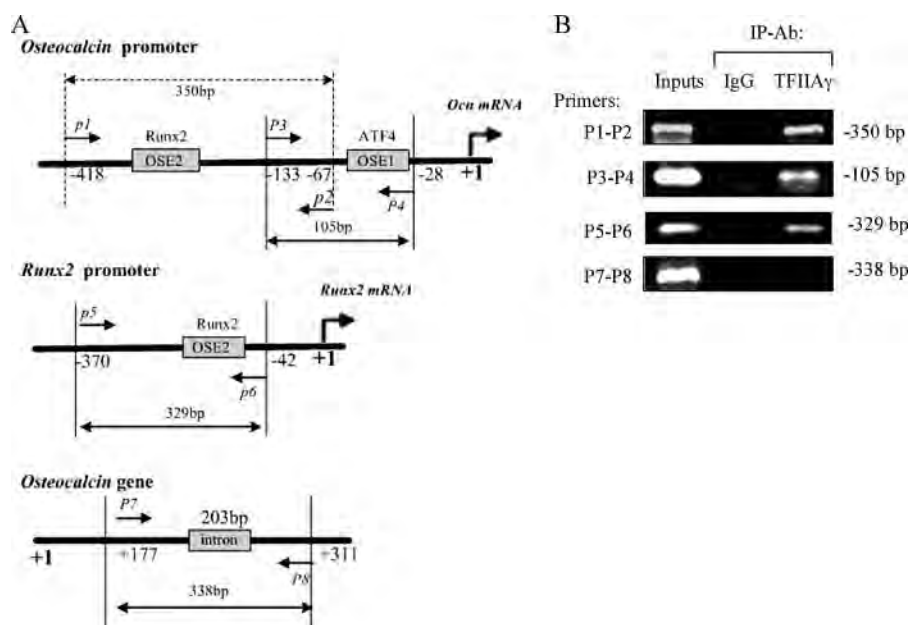 A
Osteocalcin promoter
350bp
p1
Runx2
OSE2
P3
ATF4
OSE1
Ocn mRNA
-418
-133
-67
-28
+1
p2
P4
105bp
Runx2 promoter
Runx2 mRNA
p5
Runx2
OSE2
-370
-42
+1
p6
329bp
Osteocalcin gene
P7
203bp
intron
+1
+177
+311
P8
338bp
B
IP-Ab:
Inputs IgG TFIIAγ
Primers:
P1-P2 -350 bp
P3-P4 -105 bp
P5-P6 -329 bp
P7-P8 -338 bp